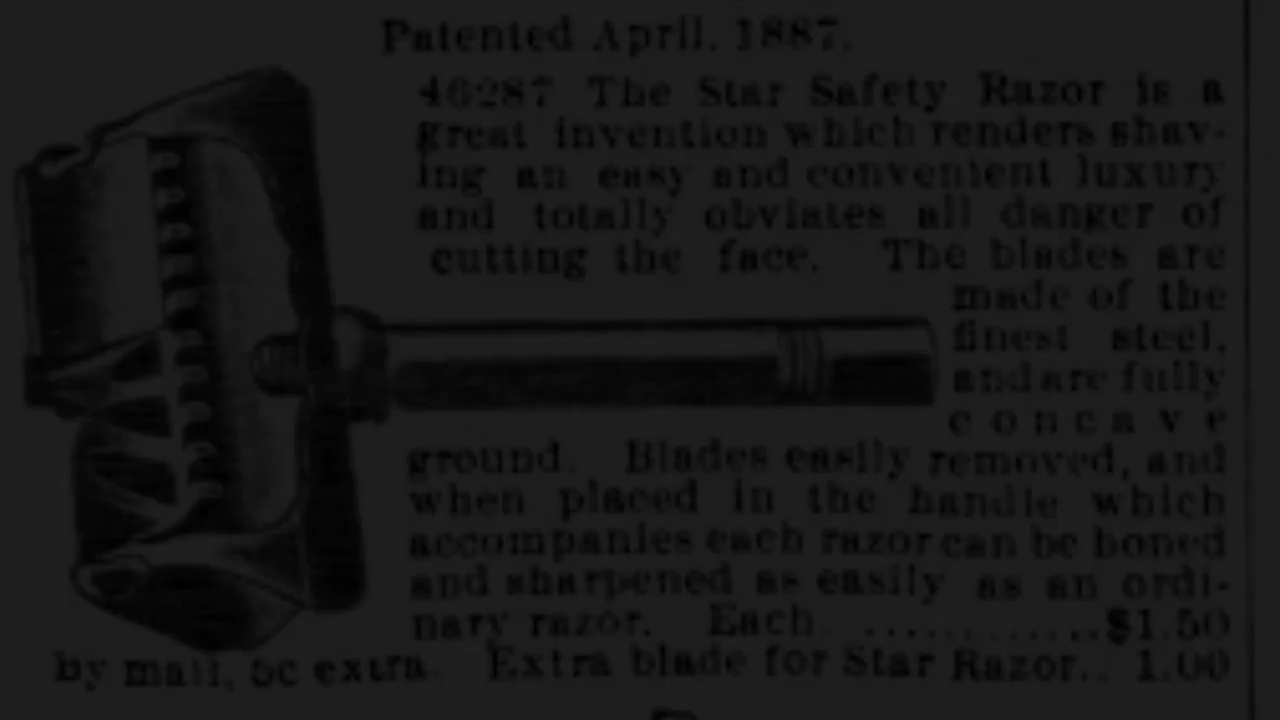 Patented April, 1887.
46287 The Star Safety Razor is a
great invention which renders shav-
ing an easy and convenient luxury
and totally obviates all danger of
cutting the face. The blades are
made of the
finest steel,
and are fully
concave
ground. Blades easily removed, and
when placed in the handle which
accompanies each razor can be honed
and sharpened as easily as an ordi-
nary razor. Each ............$1.50
by mail, 5c extra. Extra blade for Star Razor.. 1.00